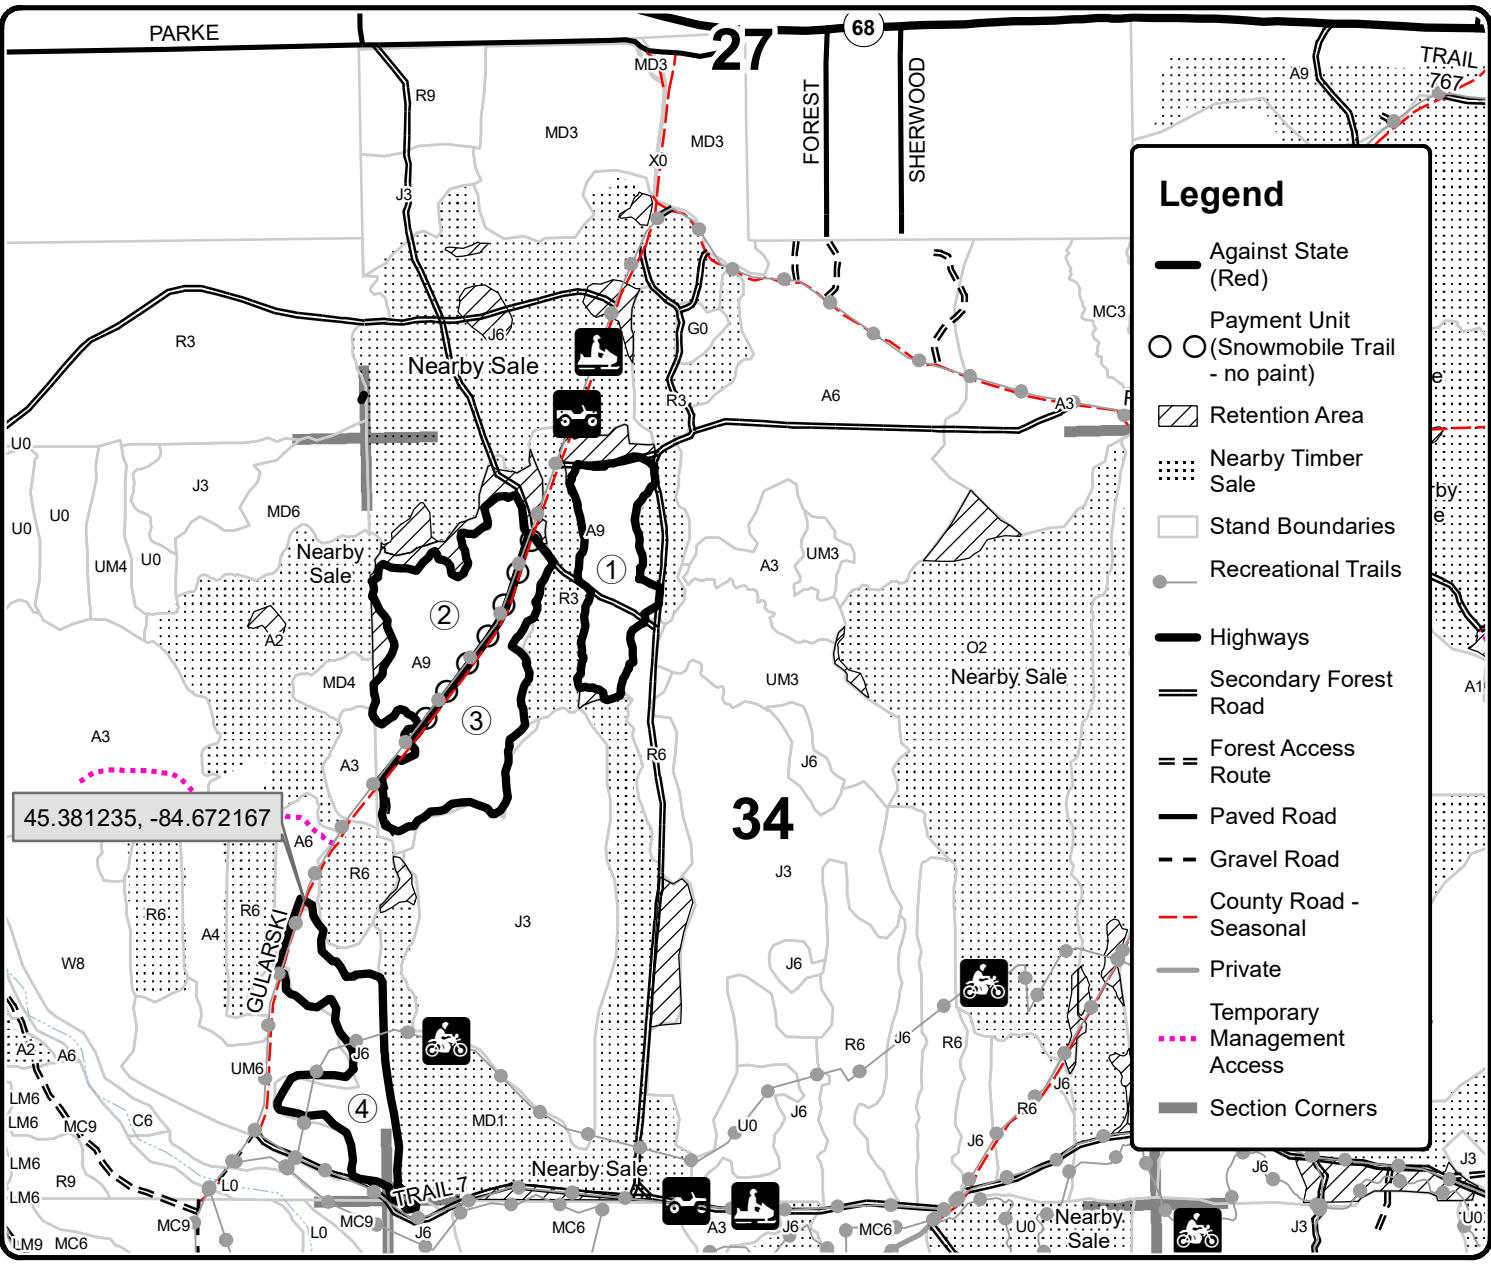 PARKE
27
68
FOREST
SHERWOOD
A9
TRAIL
767
MD3
R9
MD3
MD3
X0
J3
R3
J6
Nearby Sale
G0
MC3
R3
A6
A3
U0
J3
MD6
U0
U0
UM4
U0
Nearby
Sale
A9
1
R3
A3
UM3
2
A2
A9
MD4
3
UM3
O2
Nearby Sale
A1
A3
A3
R6
J6
34
45.381235, -84.672167
A6
R6
J3
J3
R6
R6
A4
GULARSKI
W8
J6
A2
A6
J6
R6
J6
R6
UM6
J6
LM6
LM6
MC9
C6
4
MD1
J6
U0
R6
J6
LM6
R9
L0
Nearby Sale
J6
J3
LM6
TRAIL 7
MC9
L0
MC9
J6
MC6
A3
J6
MC6
U0
Nearby
Sale
J3
U0
LM9
MC6
Legend
Against State
(Red)
Payment Unit
(Snowmobile Trail
- no paint)
Retention Area
Nearby Timber
Sale
Stand Boundaries
Recreational Trails
Highways
Secondary Forest
Road
Forest Access
Route
Paved Road
Gravel Road
County Road -
Seasonal
Private
Temporary
Management
Access
Section Corners